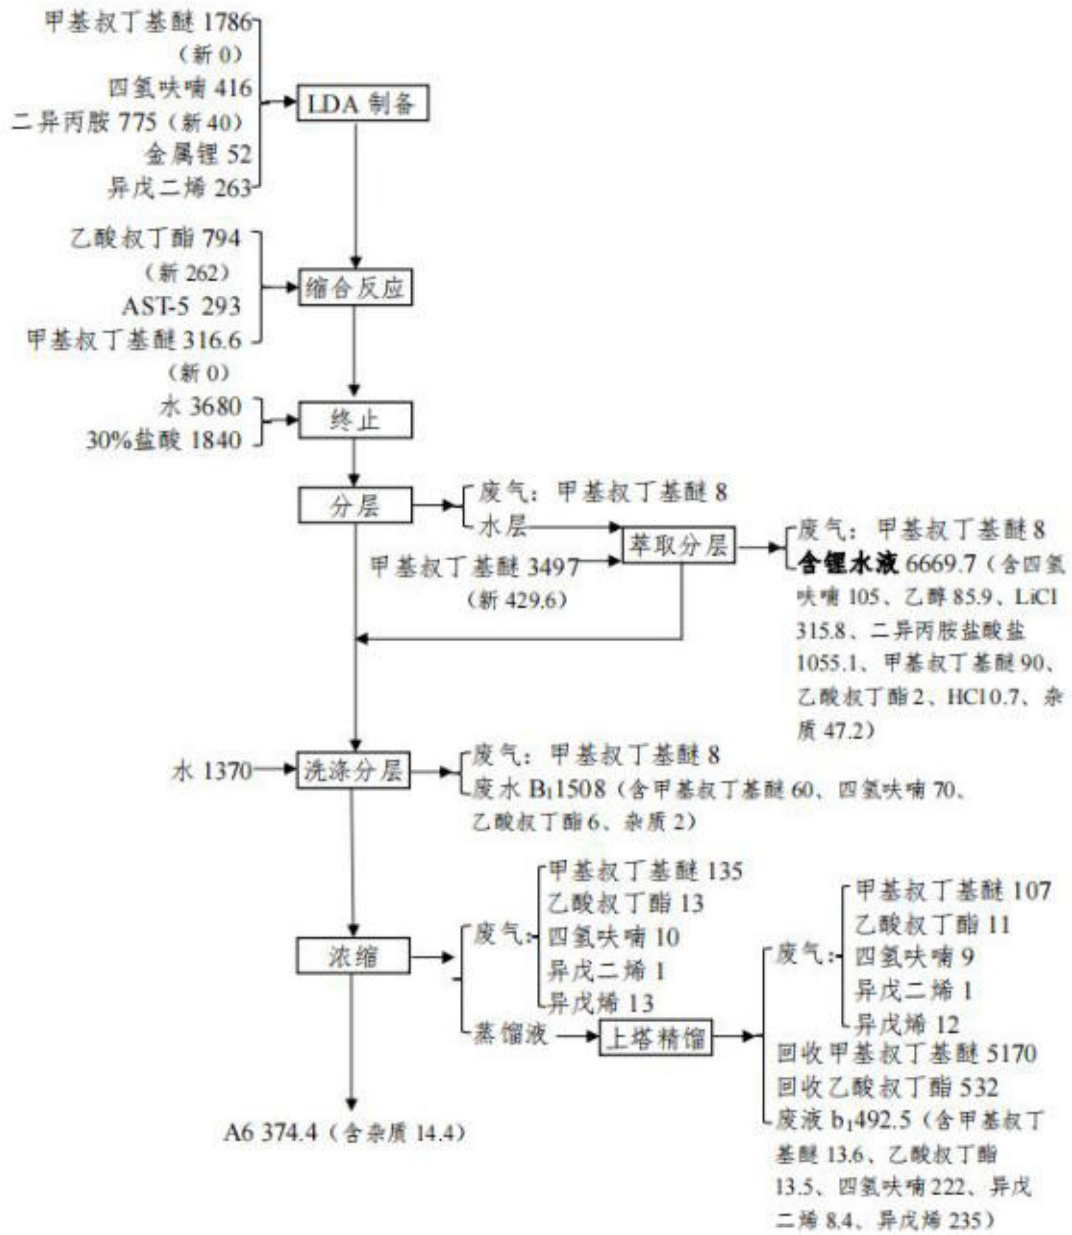 甲基叔丁基醚 1786
（新 0）
四氢呋喃 416
二异丙胺 775（新 40）
金属锂 52
异戊二烯 263
LDA 制备
乙酸叔丁酯 794
（新 262）
AST-5 293
甲基叔丁基醚 316.6
（新 0）
缩合反应
水 3680
30%盐酸 1840
终止
分层
废气：甲基叔丁基醚 8
水层
甲基叔丁基醚 3497
（新 429.6）
萃取分层
废气：甲基叔丁基醚 8
含锂水液 6669.7（含四氢
呋喃 105、乙醇 85.9、LiCl
315.8、二异丙胺盐酸盐
1055.1、甲基叔丁基醚 90、
乙酸叔丁酯 2、HCl 0.7、杂
质 47.2）
水 1370
洗涤分层
废气：甲基叔丁基醚 8
废水 B₁1508（含甲基叔丁基醚 60、四氢呋喃 70、
乙酸叔丁酯 6、杂质 2）
浓缩
废气：
甲基叔丁基醚 135
乙酸叔丁酯 13
四氢呋喃 10
异戊二烯 1
异戊烯 13
蒸馏液
上塔精馏
废气：
甲基叔丁基醚 107
乙酸叔丁酯 11
四氢呋喃 9
异戊二烯 1
异戊烯 12
回收甲基叔丁基醚 5170
回收乙酸叔丁酯 532
废液 b₁492.5（含甲基叔丁
基醚 13.6、乙酸叔丁酯
13.5、四氢呋喃 222、异戊
二烯 8.4、异戊烯 235）
A6 374.4（含杂质 14.4）